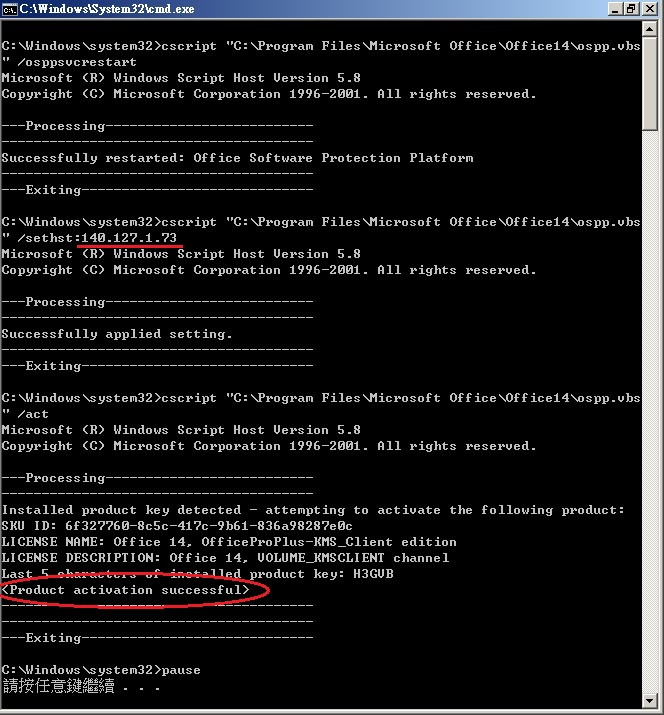 C:\Windows\System32\cmd.exe
C:\Windows\system32>cscript "C:\Program Files\Microsoft Office\Office14\ospp.vbs
" /osppsvcrestart
Microsoft (R) Windows Script Host Version 5.8
Copyright (C) Microsoft Corporation 1996-2001. All rights reserved.
---Processing--------------------------
---------------------------------------
Successfully restarted: Office Software Protection Platform
---------------------------------------
---Exiting-----------------------------
C:\Windows\system32>cscript "C:\Program Files\Microsoft Office\Office14\ospp.vbs
" /sethst:140.127.1.73
Microsoft (R) Windows Script Host Version 5.8
Copyright (C) Microsoft Corporation 1996-2001. All rights reserved.
---Processing--------------------------
---------------------------------------
Successfully applied setting.
---------------------------------------
---Exiting-----------------------------
C:\Windows\system32>cscript "C:\Program Files\Microsoft Office\Office14\ospp.vbs
" /act
Microsoft (R) Windows Script Host Version 5.8
Copyright (C) Microsoft Corporation 1996-2001. All rights reserved.
---Processing--------------------------
---------------------------------------
Installed product key detected - attempting to activate the following product:
SKU ID: 6f327760-8c5c-417c-9b61-836a98287e0c
LICENSE NAME: Office 14, OfficeProPlus-KMS_Client edition
LICENSE DESCRIPTION: Office 14, VOLUME_KMSCLIENT channel
Last 5 characters of installed product key: H3GVB
<Product activation successful>
---------------------------------------
---------------------------------------
---Exiting-----------------------------
C:\Windows\system32>pause
請按任意鍵繼續 . . .